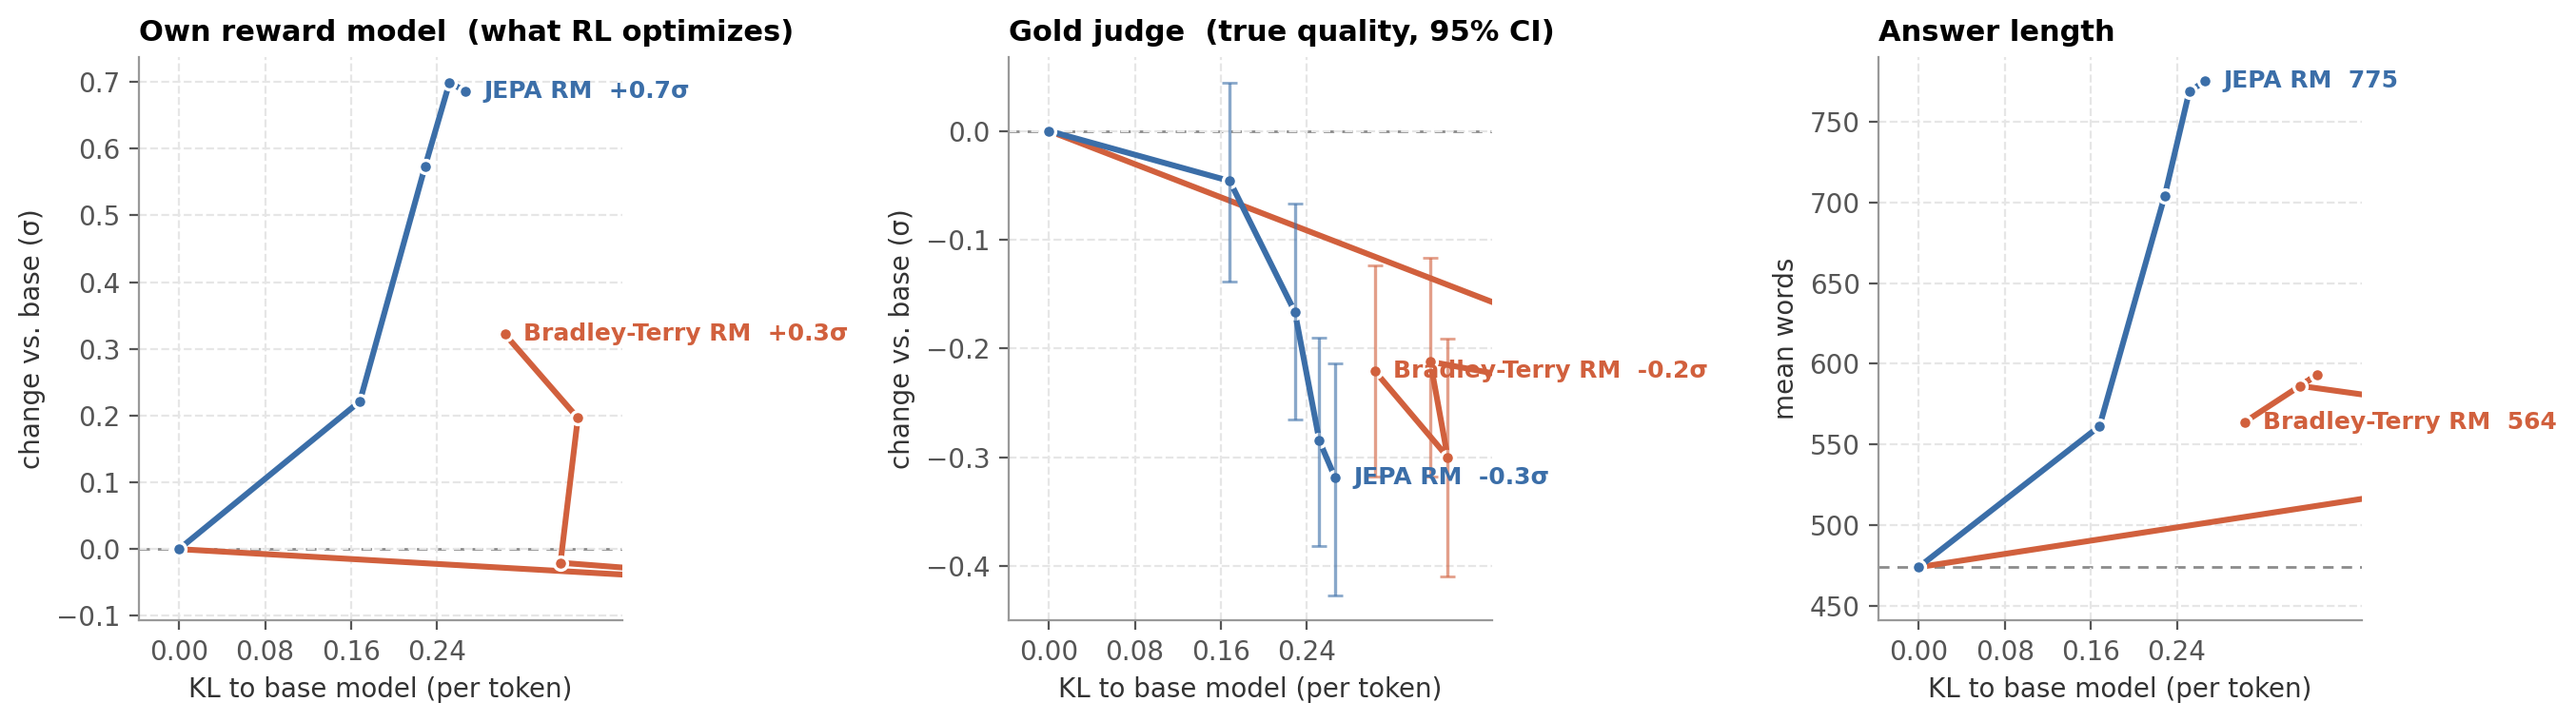 Own reward model  (what RL optimizes)
change vs. base (σ)
0.7
0.6
0.5
0.4
0.3
0.2
0.1
0.0
−0.1
JEPA RM  +0.7σ
Bradley-Terry RM  +0.3σ
0.00 0.08 0.16 0.24
KL to base model (per token)
Gold judge  (true quality, 95% CI)
change vs. base (σ)
0.0
−0.1
−0.2
−0.3
−0.4
Bradley-Terry RM  -0.2σ
JEPA RM  -0.3σ
0.00 0.08 0.16 0.24
KL to base model (per token)
Answer length
mean words
750
700
650
600
550
500
450
JEPA RM  775
Bradley-Terry RM  564
0.00 0.08 0.16 0.24
KL to base model (per token)